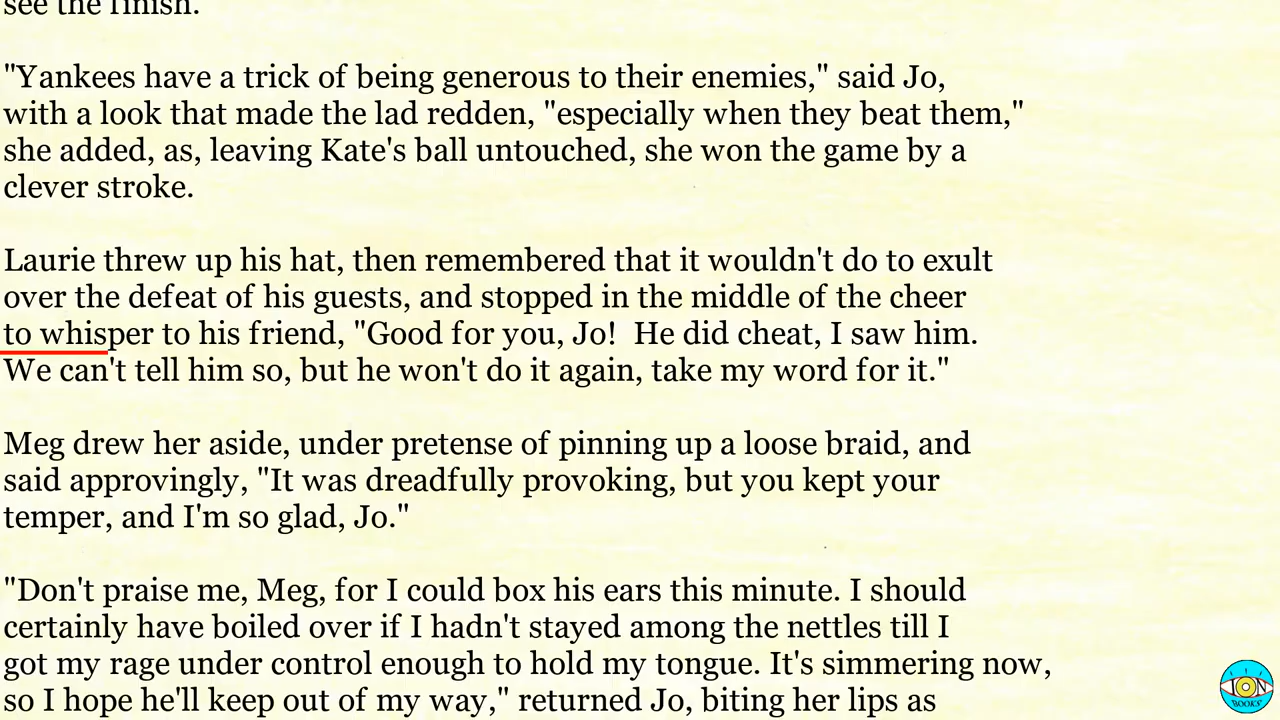 see the finish.
"Yankees have a trick of being generous to their enemies," said Jo,
with a look that made the lad redden, "especially when they beat them,"
she added, as, leaving Kate's ball untouched, she won the game by a
clever stroke.
Laurie threw up his hat, then remembered that it wouldn't do to exult
over the defeat of his guests, and stopped in the middle of the cheer
to whisper to his friend, "Good for you, Jo!  He did cheat, I saw him.
We can't tell him so, but he won't do it again, take my word for it."
Meg drew her aside, under pretense of pinning up a loose braid, and
said approvingly, "It was dreadfully provoking, but you kept your
temper, and I'm so glad, Jo."
"Don't praise me, Meg, for I could box his ears this minute. I should
certainly have boiled over if I hadn't stayed among the nettles till I
got my rage under control enough to hold my tongue. It's simmering now,
so I hope he'll keep out of my way," returned Jo, biting her lips as
ION
BOOKS